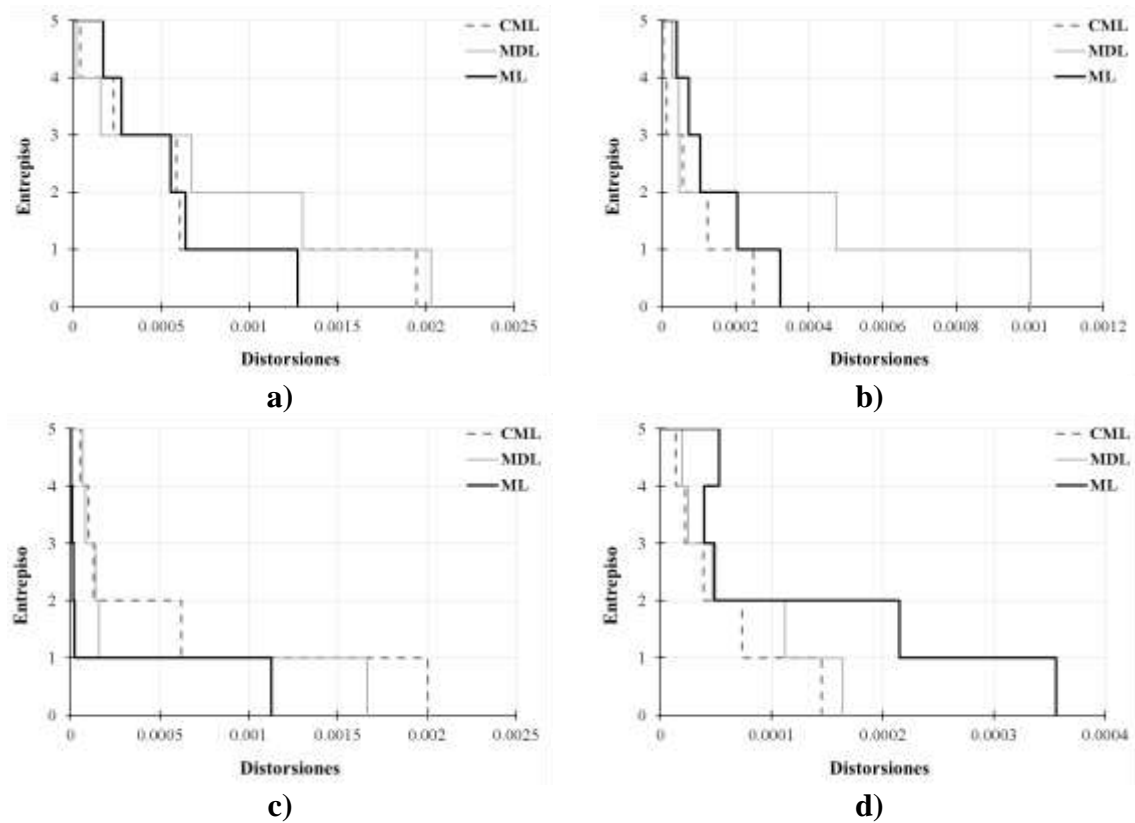 5
4
3
2
1
0
Entrepiso
0
0.0005
0.001
0.0015
0.002
0.0025
Distorsiones
CML
MDL
ML
a)
5
4
3
2
1
0
Entrepiso
0
0.0002
0.0004
0.0006
0.0008
0.001
0.0012
Distorsiones
CML
MDL
ML
b)
5
4
3
2
1
0
Entrepiso
0
0.0005
0.001
0.0015
0.002
0.0025
Distorsiones
CML
MDL
ML
c)
5
4
3
2
1
0
Entrepiso
0
0.0001
0.0002
0.0003
0.0004
Distorsiones
CML
MDL
ML
d)